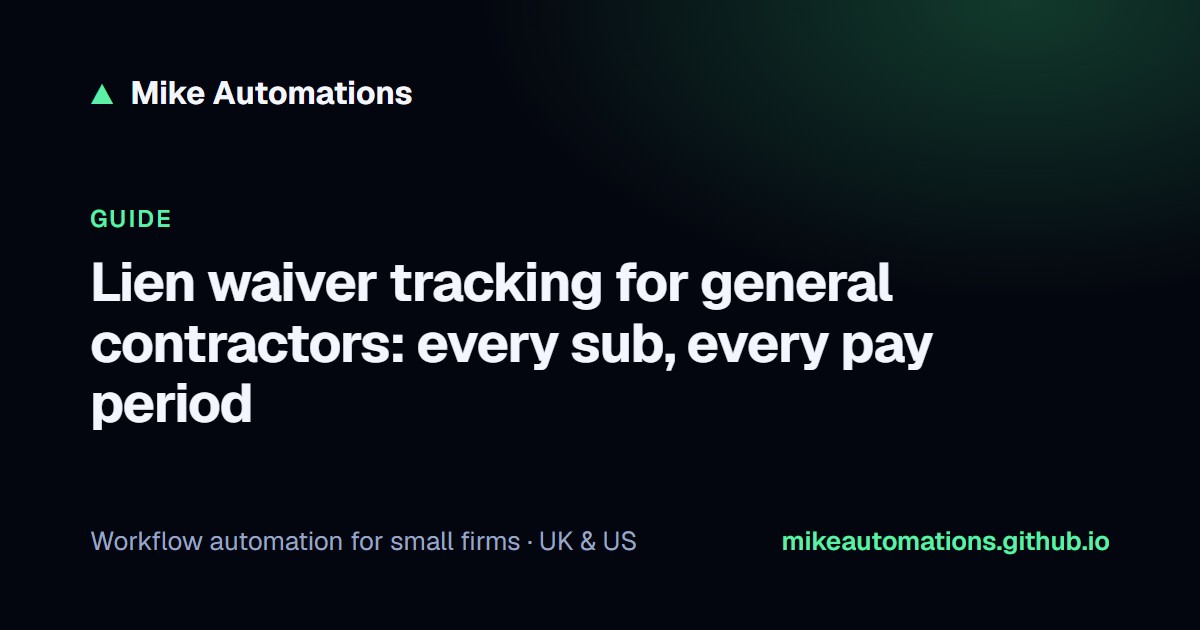 Mike Automations
GUIDE
Lien waiver tracking for general
contractors: every sub, every pay
period
Workflow automation for small firms · UK & US
mikeautomations.github.io